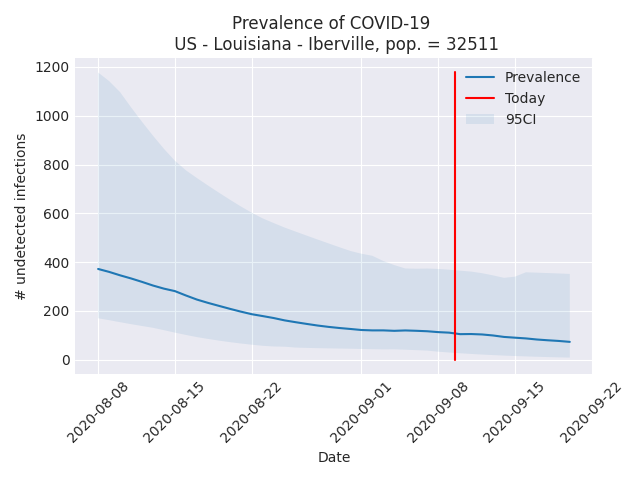 Prevalence of COVID-19
US - Louisiana - Iberville, pop. = 32511
1200
1000
800
600
400
200
0
# undetected infections
Prevalence
Today
95CI
2020-08-08
2020-08-15
2020-08-22
2020-09-01
2020-09-08
2020-09-15
2020-09-22
Date